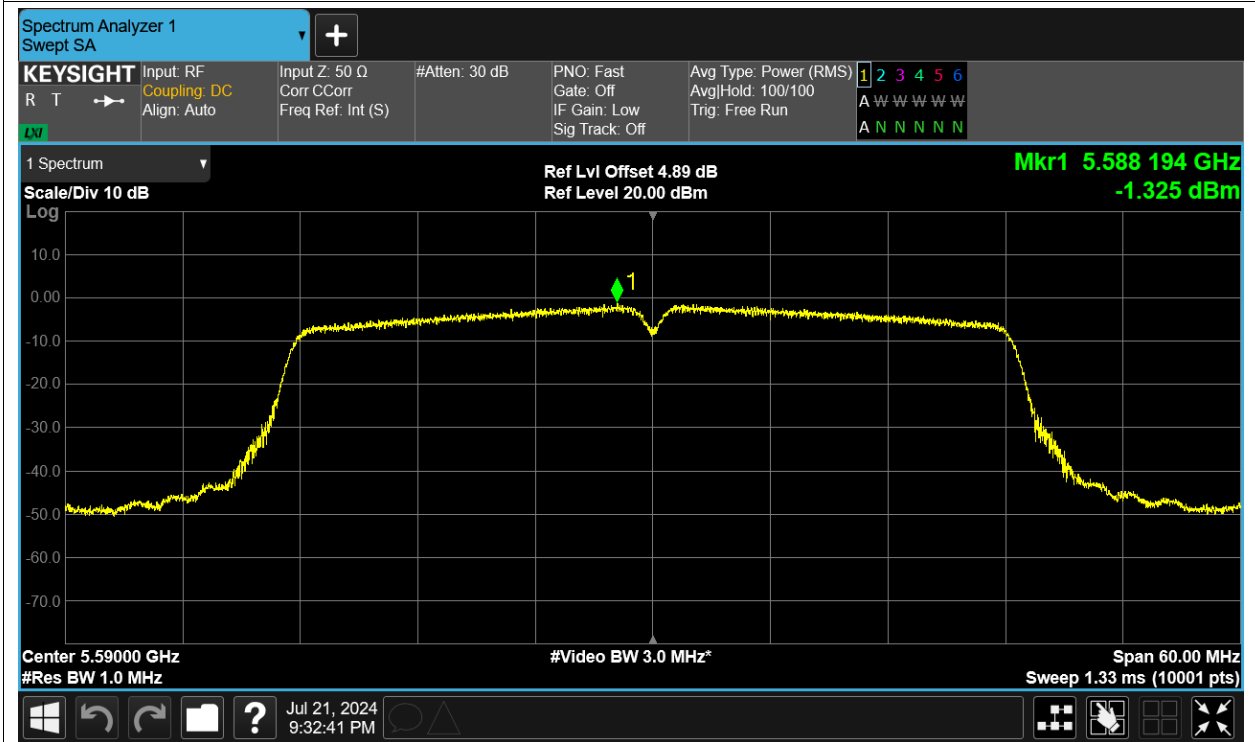 Spectrum Analyzer 1
Swept SA
KEYSIGHT
R T
LXI
Input: RF
Coupling: DC
Align: Auto
Input Z: 50 Ω
Corr CCorr
Freq Ref: Int (S)
#Atten: 30 dB
PNO: Fast
Gate: Off
IF Gain: Low
Sig Track: Off
Avg Type: Power (RMS)
Avg|Hold: 100/100
Trig: Free Run
1 2 3 4 5 6
A W W W W W
A N N N N N
1 Spectrum
Scale/Div 10 dB
Log
Ref Lvl Offset 4.89 dB
Ref Level 20.00 dBm
Mkr1 5.588 194 GHz
-1.325 dBm
10.0
0.00
-10.0
-20.0
-30.0
-40.0
-50.0
-60.0
-70.0
1
Center 5.59000 GHz
#Res BW 1.0 MHz
#Video BW 3.0 MHz*
Span 60.00 MHz
Sweep 1.33 ms (10001 pts)
?
Jul 21, 2024
9:32:41 PM